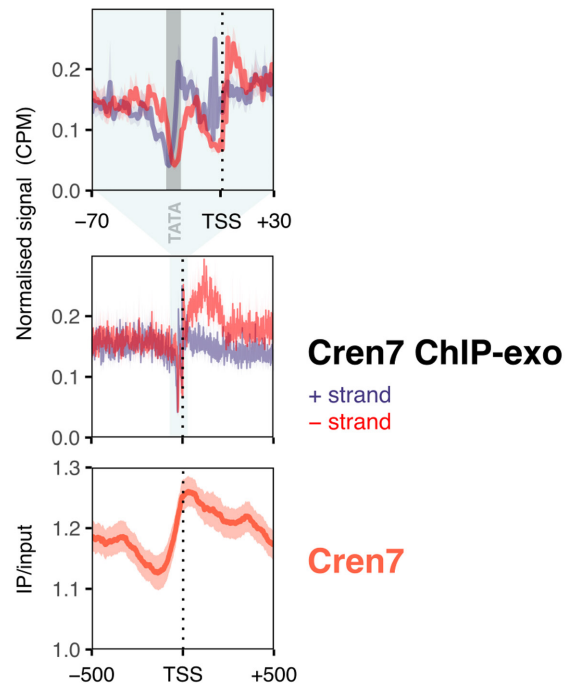 Normalised signal (CPM)
0.2
0.1
0.0
−70
TATA
TSS
+30
0.2
0.1
0.0
Cren7 ChIP-exo
+ strand
− strand
IP/input
1.3
1.2
1.1
1.0
Cren7
−500
TSS
+500